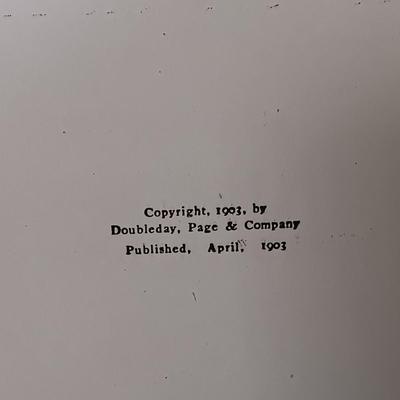 Copyright, 1903, by
Doubleday, Page & Company
Published, April, 1903